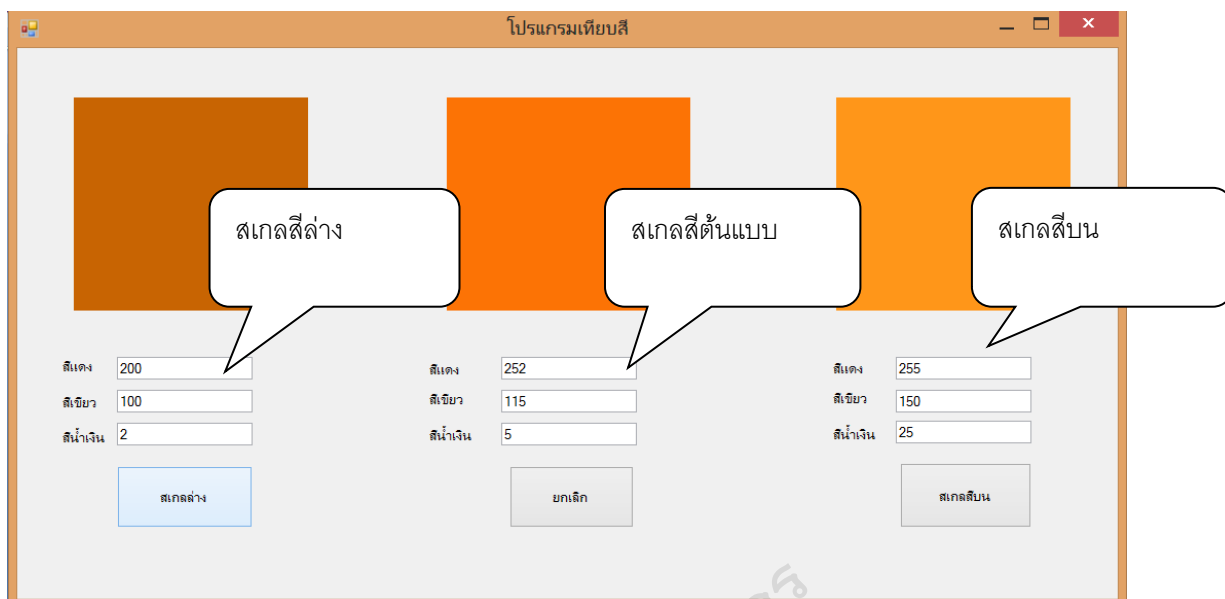 โปรแกรมเทียบสี
สเกลสีล่าง
สเกลสีต้นแบบ
สเกลสีบน
สีแดง 200
สีเขียว 100
สีน้ำเงิน 2
สเกลล่าง
สีแดง 252
สีเขียว 115
สีน้ำเงิน 5
ยกเลิก
สีแดง 255
สีเขียว 150
สีน้ำเงิน 25
สเกลสีบน